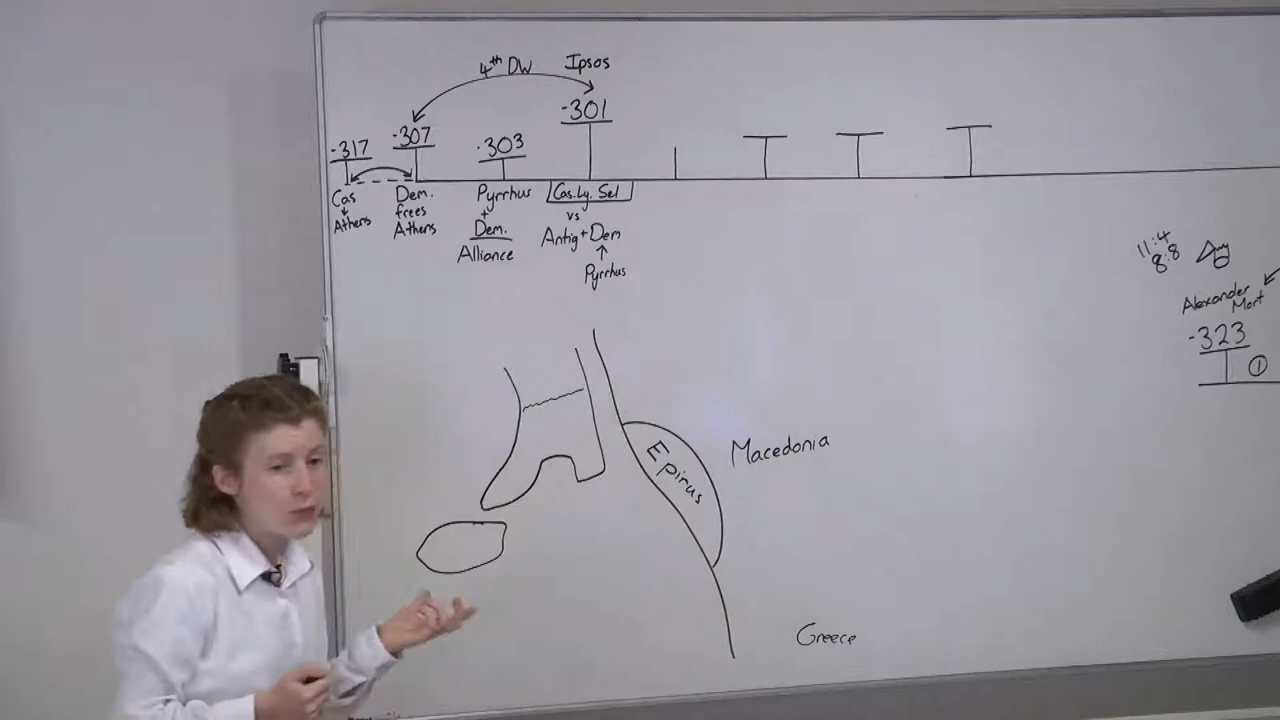 4th DW
Ipsos
-317
-307
-303
-301
Cas
Athens
Dem.
frees
Athens
Pyrrhus
+
Dem.
Alliance
Cas. Ly. Sel
vs
Antig + Dem
Pyrrhus
11:4
8:8
Alexander
Mort
-323
1
Epirus
Macedonia
Greece